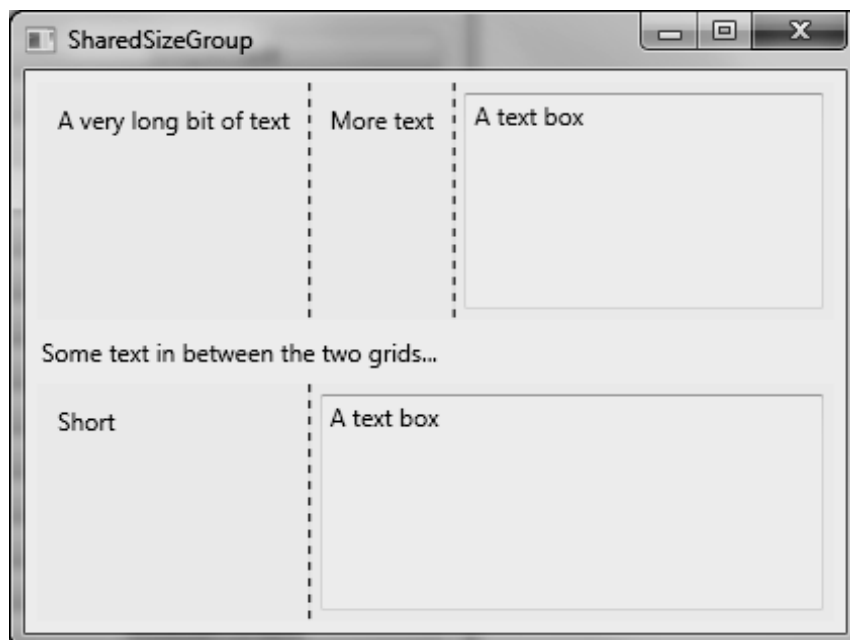 SharedSizeGroup
A very long bit of text
More text
A text box
Some text in between the two grids...
Short
A text box